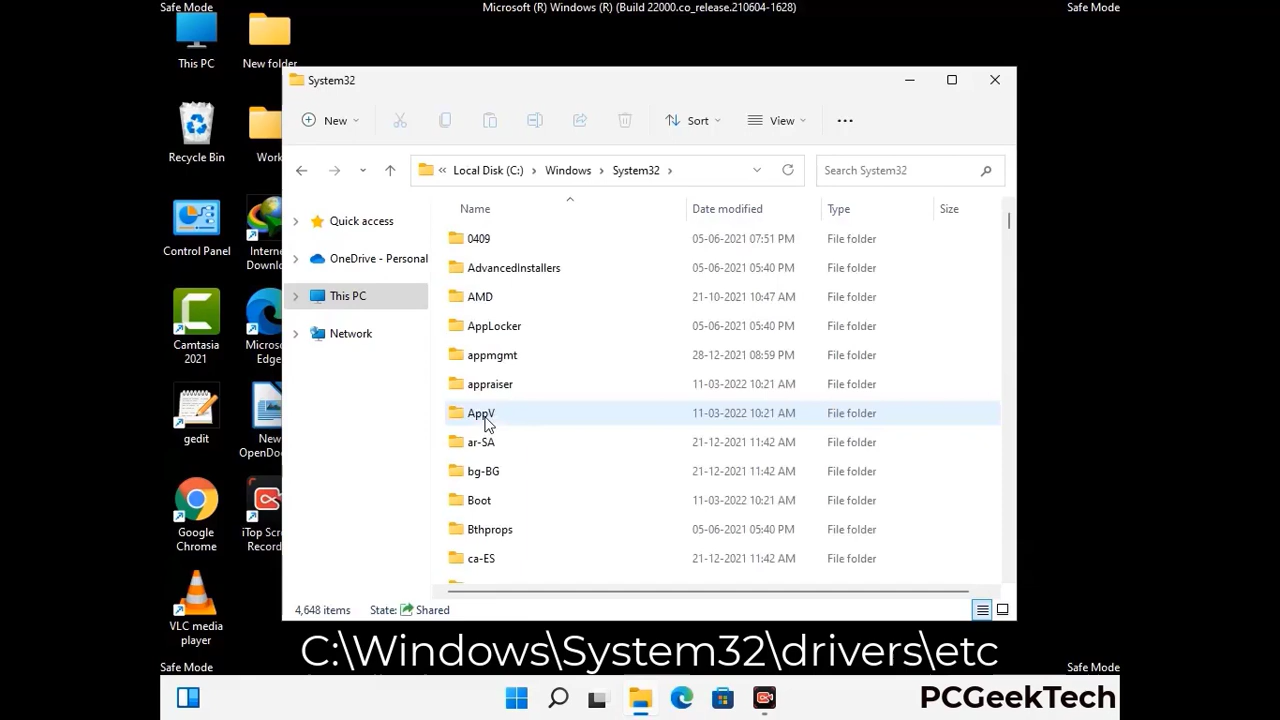 Safe Mode
Microsoft (R) Windows (R) (Build 22000.co_release.210604-1628)
Safe Mode
This PC
New folder
Recycle Bin
Work
Control Panel
Intern
Downlo
Camtasia
2021
Micros
Edge
gedit
New
OpenDo
Google
Chrome
iTop Scre
Record
VLC media
player
System32
New
Sort
View
Local Disk (C:)
Windows
System32
Search System32
Quick access
OneDrive - Personal
This PC
Network
Name Date modified Type Size
0409 05-06-2021 07:51 PM File folder
AdvancedInstallers 05-06-2021 05:40 PM File folder
AMD 21-10-2021 10:47 AM File folder
AppLocker 05-06-2021 05:40 PM File folder
appmgmt 28-12-2021 08:59 PM File folder
appraiser 11-03-2022 10:21 AM File folder
AppV 11-03-2022 10:21 AM File folder
ar-SA 21-12-2021 11:42 AM File folder
bg-BG 21-12-2021 11:42 AM File folder
Boot 11-03-2022 10:21 AM File folder
Bthprops 05-06-2021 05:40 PM File folder
ca-ES 21-12-2021 11:42 AM File folder
4,648 items State: Shared
C:\Windows\System32\drivers\etc
Safe Mode
Safe Mode
PCGeekTech